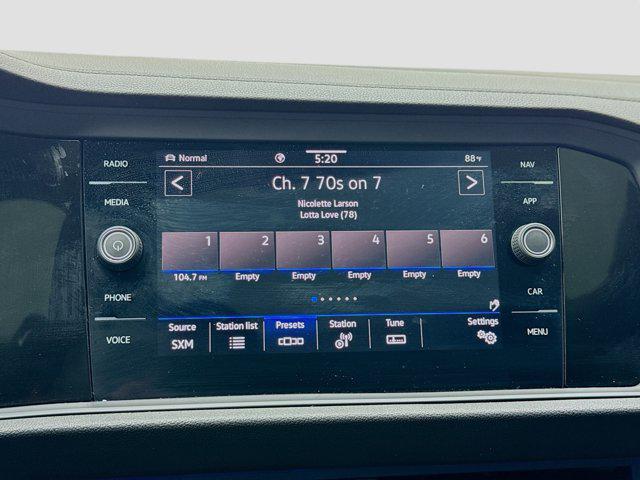 RADIO
MEDIA
PHONE
VOICE
Normal 5:20 88°F
< Ch. 7 70s on 7 >
Nicolette Larson
Lotta Love (78)
1 2 3 4 5 6
104.7 FM Empty Empty Empty Empty Empty
Source Station list Presets Station Tune Settings
SXM
NAV
APP
CAR
MENU